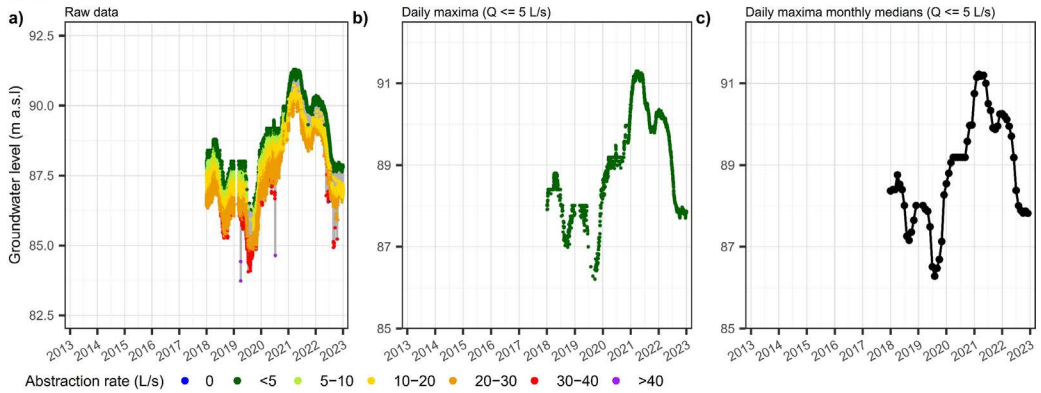 a) Raw data
b) Daily maxima (Q <= 5 L/s)
c) Daily maxima monthly medians (Q <= 5 L/s)
Groundwater level (m a.s.l)
92.5
90.0
87.5
85.0
82.5
2013 2014 2015 2016 2017 2018 2019 2020 2021 2022 2023
91
89
87
85
2013 2014 2015 2016 2017 2018 2019 2020 2021 2022 2023
91
89
87
85
2013 2014 2015 2016 2017 2018 2019 2020 2021 2022 2023
Abstraction rate (L/s) 0 <5 5−10 10−20 20−30 30−40 >40